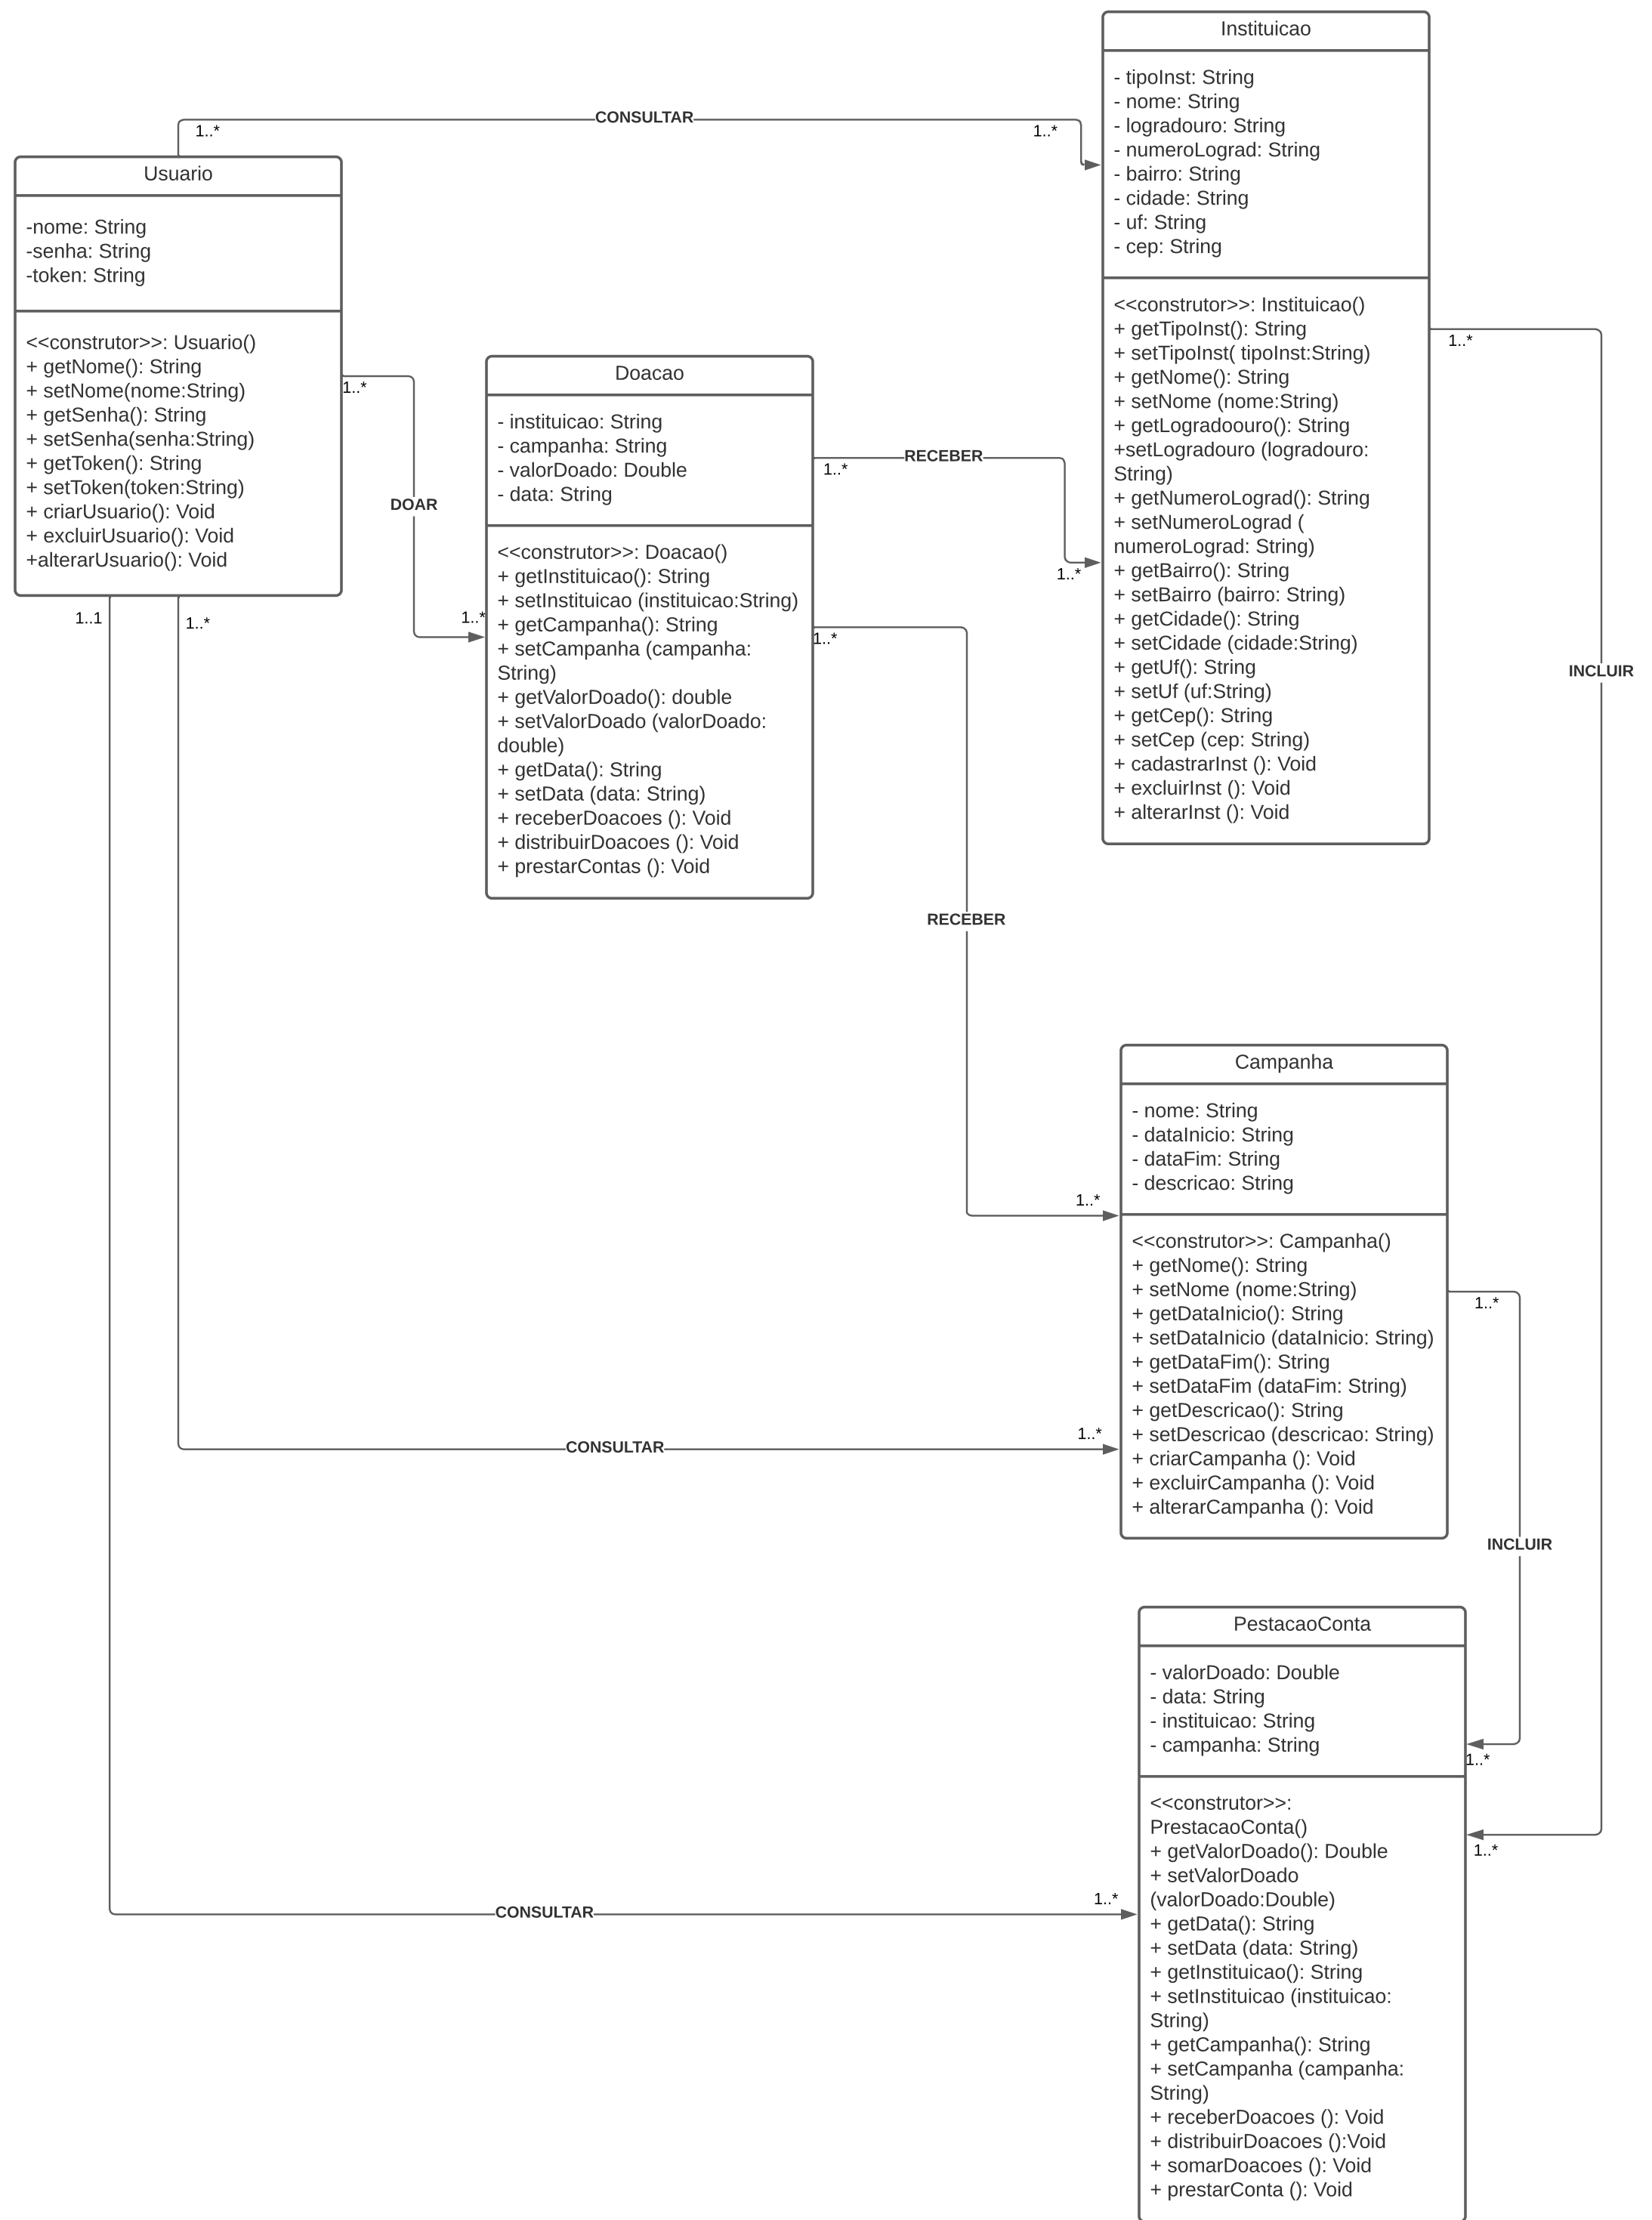 Instituicao
- tipoInst: String
- nome: String
- logradouro: String
- numeroLograd: String
- bairro: String
- cidade: String
- uf: String
- cep: String
<<construtor>>: Instituicao()
+ getTipoInst(): String
+ setTipoInst( tipoInst:String)
+ getNome(): String
+ setNome (nome:String)
+ getLogradoouro(): String
+setLogradouro (logradouro:
String)
+ getNumeroLograd(): String
+ setNumeroLograd (
numeroLograd: String)
+ getBairro(): String
+ setBairro (bairro: String)
+ getCidade(): String
+ setCidade (cidade:String)
+ getUf(): String
+ setUf (uf:String)
+ getCep(): String
+ setCep (cep: String)
+ cadastrarInst (): Void
+ excluirInst (): Void
+ alterarInst (): Void
CONSULTAR
1..*
1..*
Usuario
-nome: String
-senha: String
-token: String
<<construtor>>: Usuario()
+ getNome(): String
+ setNome(nome:String)
+ getSenha(): String
+ setSenha(senha:String)
+ getToken(): String
+ setToken(token:String)
+ criarUsuario(): Void
+ excluirUsuario(): Void
+alterarUsuario(): Void
1..*
DOAR
1..*
1..1
1..*
Doacao
- instituicao: String
- campanha: String
- valorDoado: Double
- data: String
<<construtor>>: Doacao()
+ getInstituicao(): String
+ setInstituicao (instituicao:String)
+ getCampanha(): String
+ setCampanha (campanha:
String)
+ getValorDoado(): double
+ setValorDoado (valorDoado:
double)
+ getData(): String
+ setData (data: String)
+ receberDoacoes (): Void
+ distribuirDoacoes (): Void
+ prestarContas (): Void
RECEBER
1..*
1..*
1..*
RECEBER
1..*
1..*
INCLUIR
1..*
Campanha
- nome: String
- dataInicio: String
- dataFim: String
- descricao: String
<<construtor>>: Campanha()
+ getNome(): String
+ setNome (nome:String)
+ getDataInicio(): String
+ setDataInicio (dataInicio: String)
+ getDataFim(): String
+ setDataFim (dataFim: String)
+ getDescricao(): String
+ setDescricao (descricao: String)
+ criarCampanha (): Void
+ excluirCampanha (): Void
+ alterarCampanha (): Void
1..*
CONSULTAR
1..*
INCLUIR
1..*
PestacaoConta
- valorDoado: Double
- data: String
- instituicao: String
- campanha: String
<<construtor>>:
PrestacaoConta()
+ getValorDoado(): Double
+ setValorDoado
(valorDoado:Double)
+ getData(): String
+ setData (data: String)
+ getInstituicao(): String
+ setInstituicao (instituicao:
String)
+ getCampanha(): String
+ setCampanha (campanha:
String)
+ receberDoacoes (): Void
+ distribuirDoacoes ():Void
+ somarDoacoes (): Void
+ prestarConta (): Void
1..*
CONSULTAR